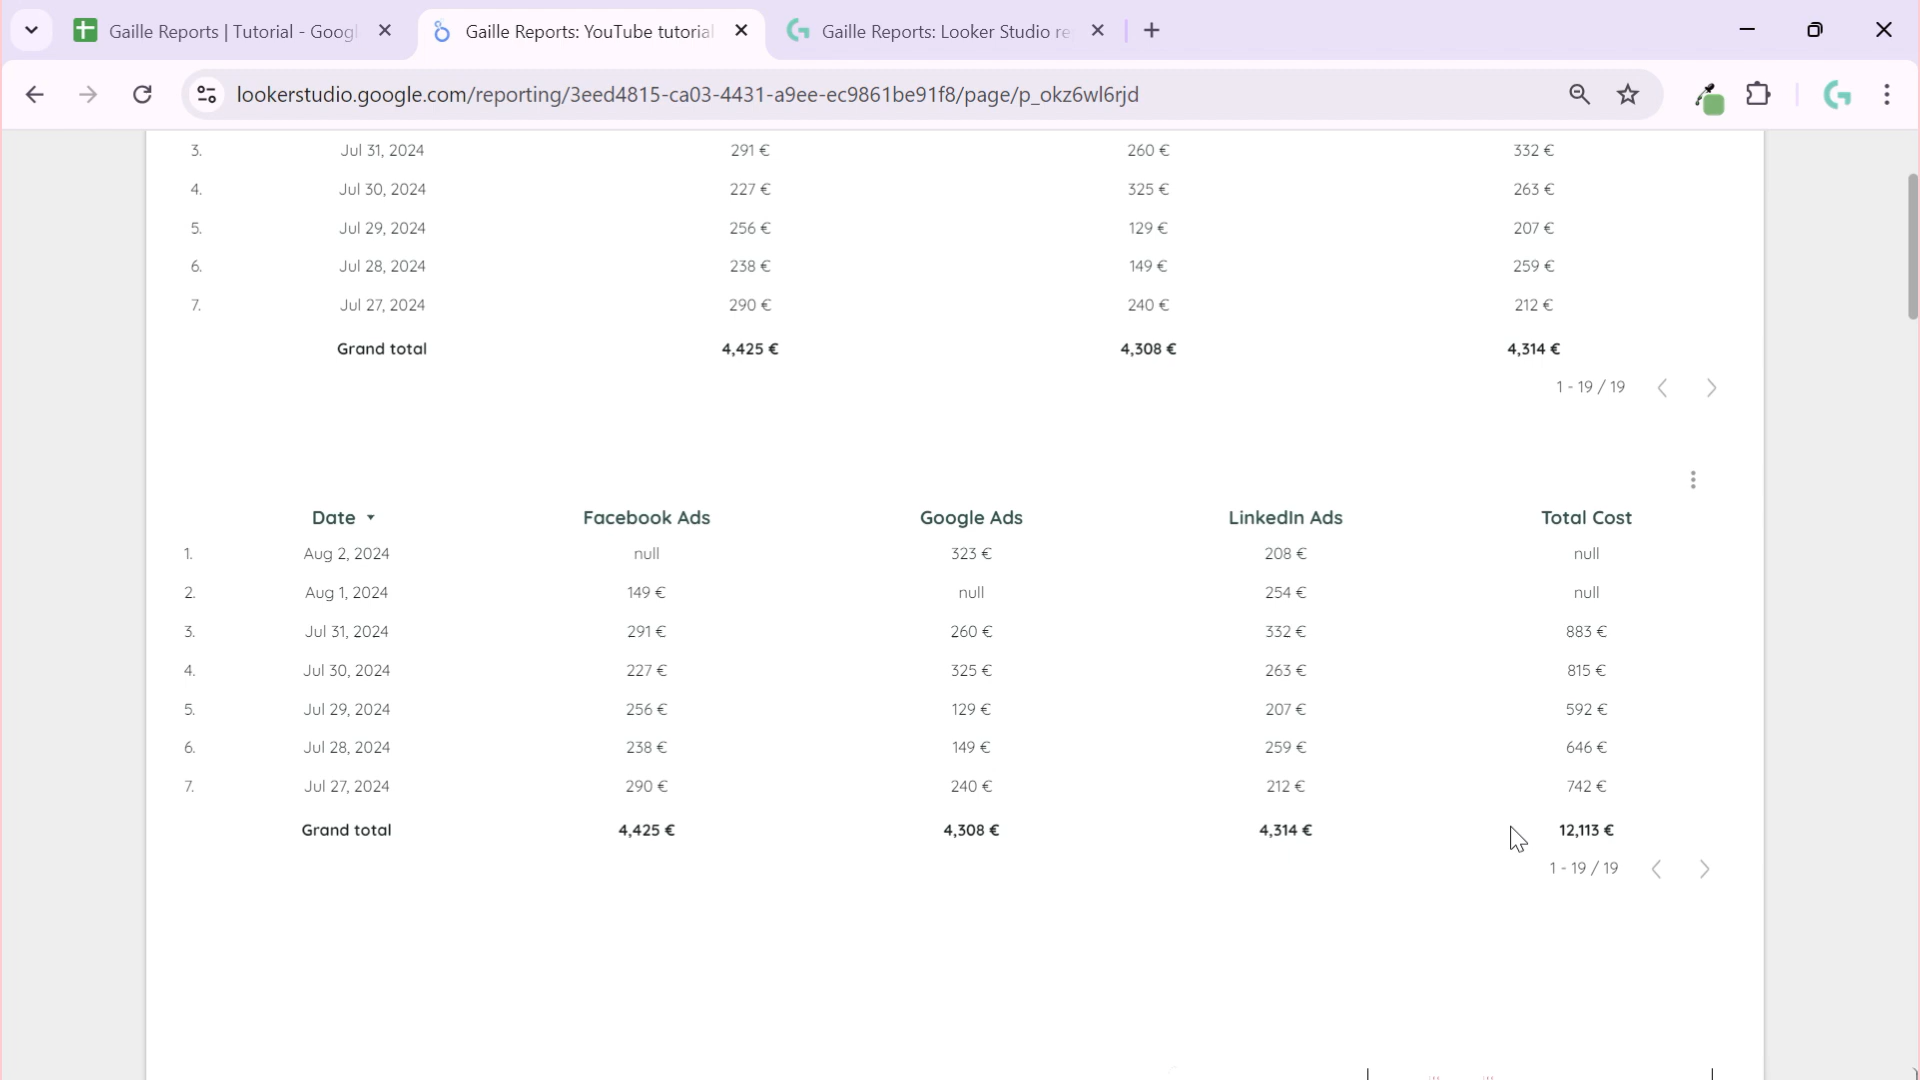 Gaille Reports | Tutorial - Googl
Gaille Reports: YouTube tutorial
Gaille Reports: Looker Studio re
lookerstudio.google.com/reporting/3eed4815-ca03-4431-a9ee-ec9861be91f8/page/p_okz6wl6rjd
3. Jul 31, 2024 291 € 260 € 332 €
4. Jul 30, 2024 227 € 325 € 263 €
5. Jul 29, 2024 256 € 129 € 207 €
6. Jul 28, 2024 238 € 149 € 259 €
7. Jul 27, 2024 290 € 240 € 212 €
Grand total 4,425 € 4,308 € 4,314 €
1 - 19 / 19
Date Facebook Ads Google Ads LinkedIn Ads Total Cost
1. Aug 2, 2024 null 323 € 208 € null
2. Aug 1, 2024 149 € null 254 € null
3. Jul 31, 2024 291 € 260 € 332 € 883 €
4. Jul 30, 2024 227 € 325 € 263 € 815 €
5. Jul 29, 2024 256 € 129 € 207 € 592 €
6. Jul 28, 2024 238 € 149 € 259 € 646 €
7. Jul 27, 2024 290 € 240 € 212 € 742 €
Grand total 4,425 € 4,308 € 4,314 € 12,113 €
1 - 19 / 19